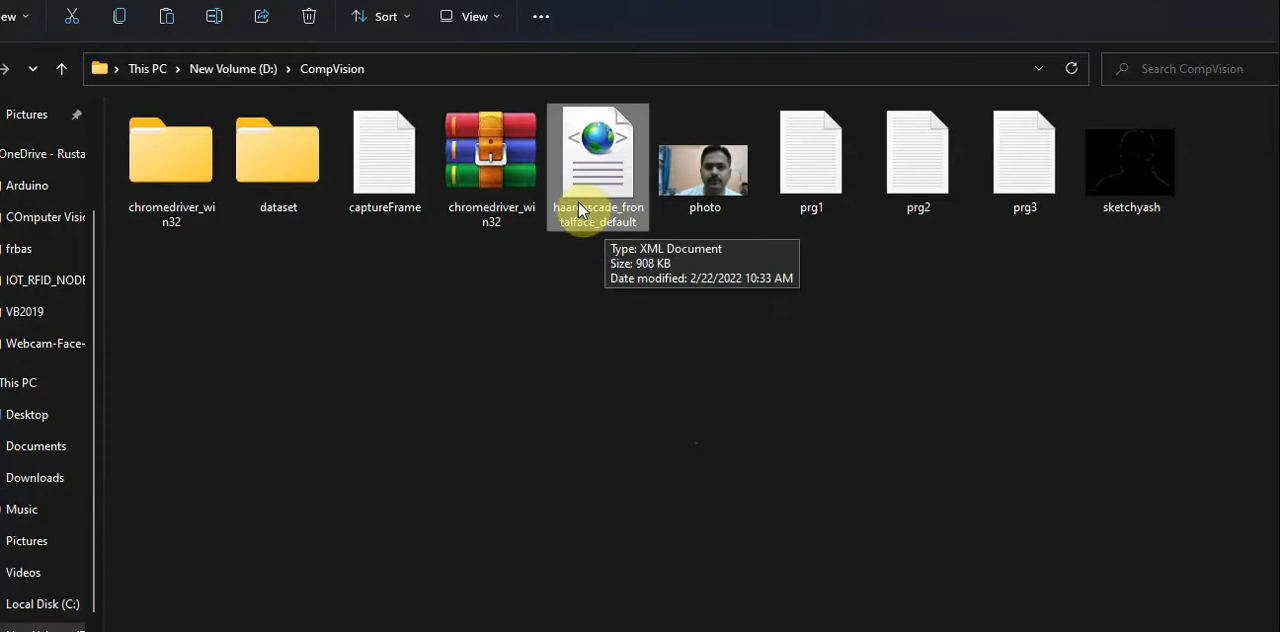 ew
Sort
View
This PC
New Volume (D:)
CompVision
Search CompVision
Pictures
OneDrive - Rusta
Arduino
COmputer Visic
frbas
IOT_RFID_NODE
VB2019
Webcam-Face-
This PC
Desktop
Documents
Downloads
Music
Pictures
Videos
Local Disk (C:)
chromedriver_wi
n32
dataset
captureFrame
chromedriver_wi
n32
haarcascade_fron
talface_default
photo
prg1
prg2
prg3
sketchyash
Type: XML Document
Size: 908 KB
Date modified: 2/22/2022 10:33 AM